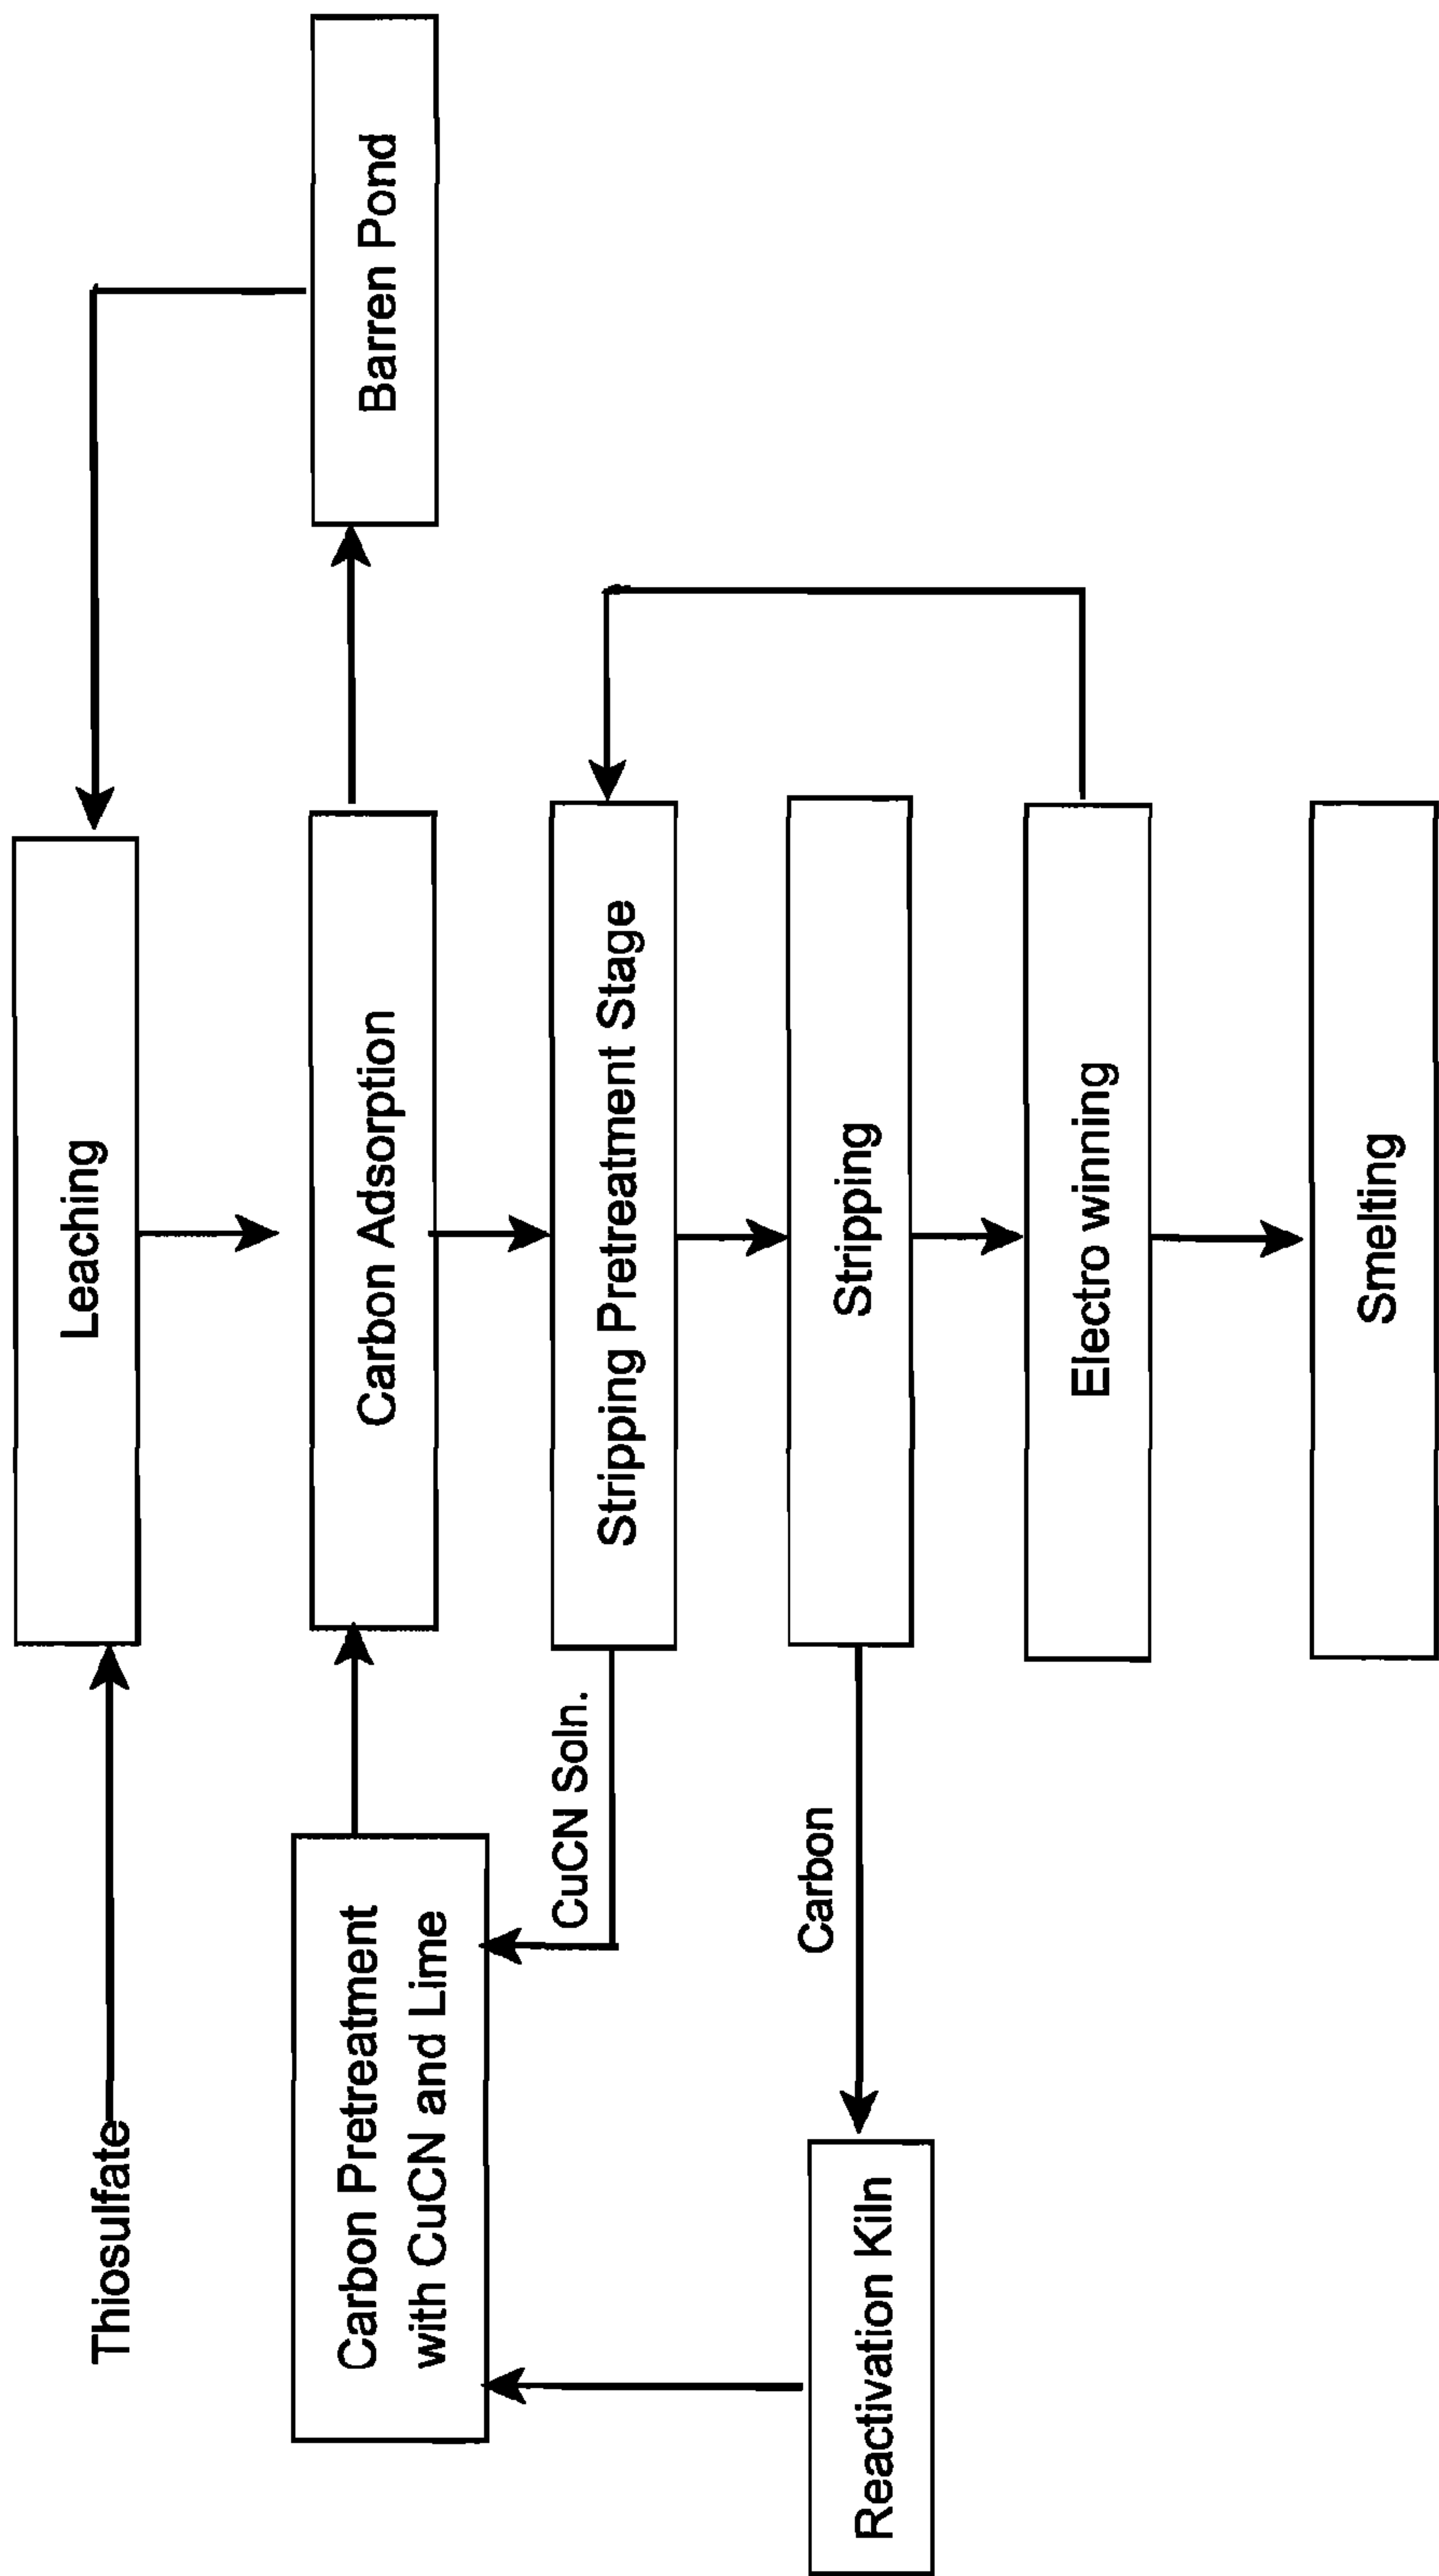 Thiosulfate
Leaching
Carbon Pretreatment
with CuCN and Lime
Carbon Adsorption
Barren Pond
CuCN Soln.
Stripping Pretreatment Stage
Carbon
Stripping
Reactivation Kiln
Electro winning
Smelting